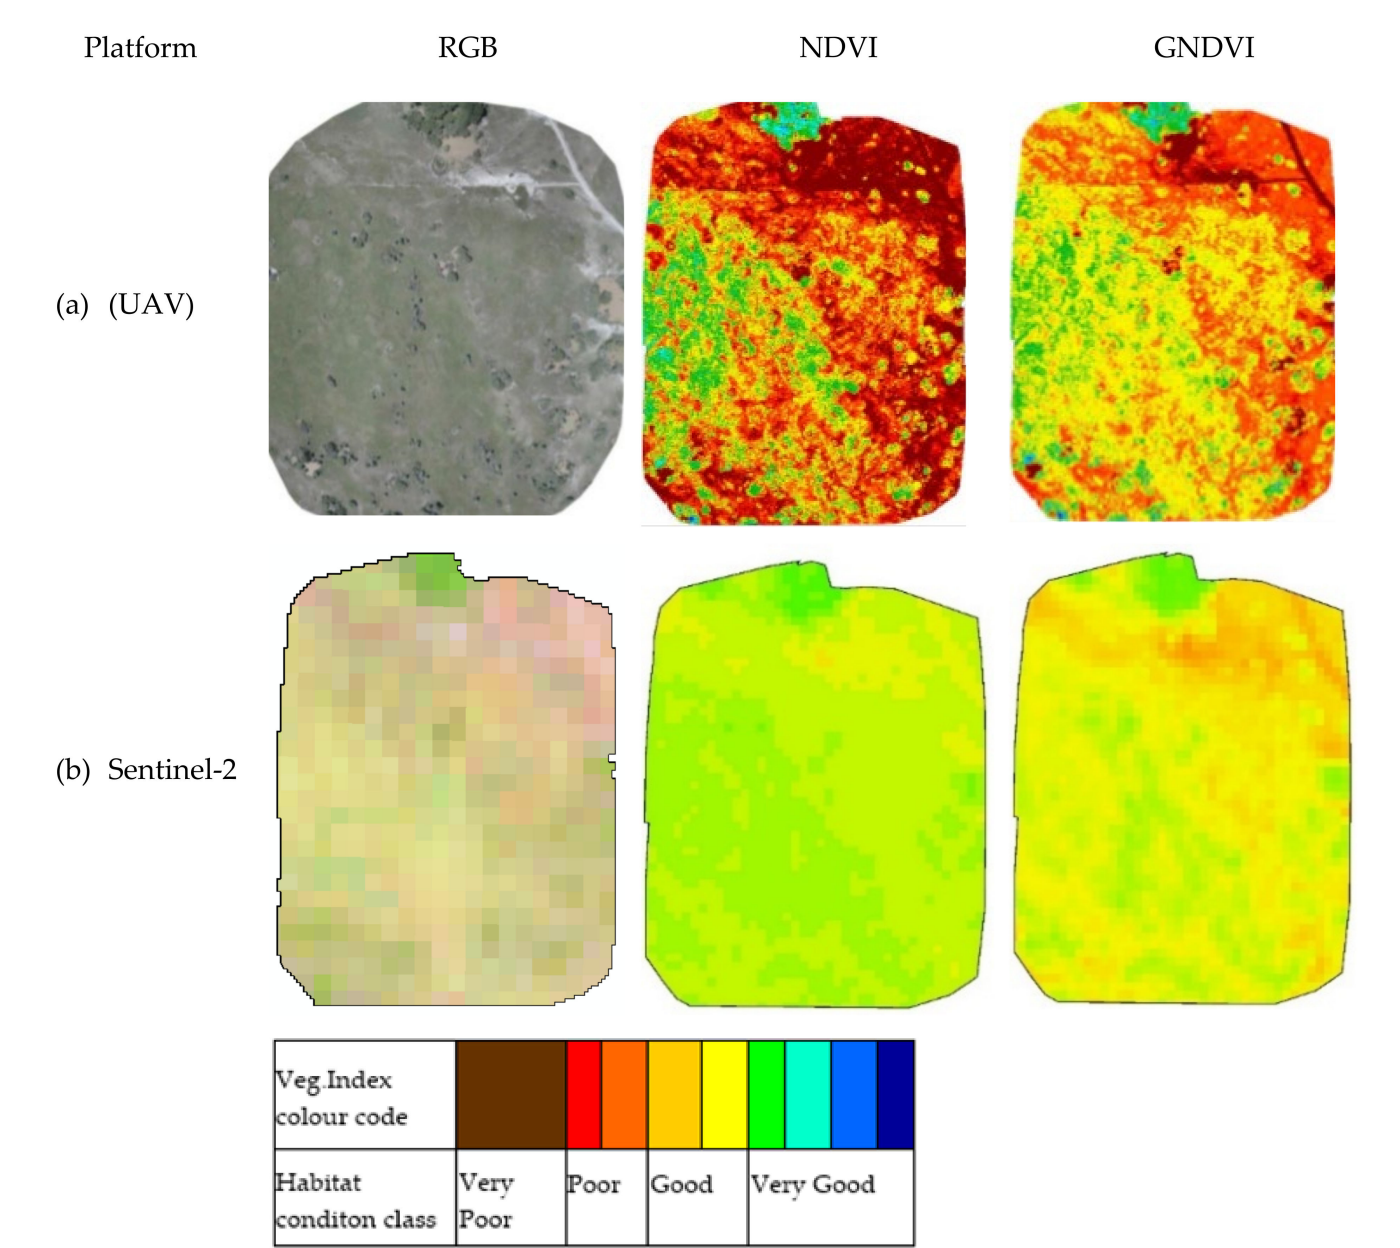 Platform RGB NDVI GNDVI
(a) (UAV)
(b) Sentinel-2
Veg.Index
colour code
Habitat
conditon class
Very
Poor
Poor
Good
Very Good